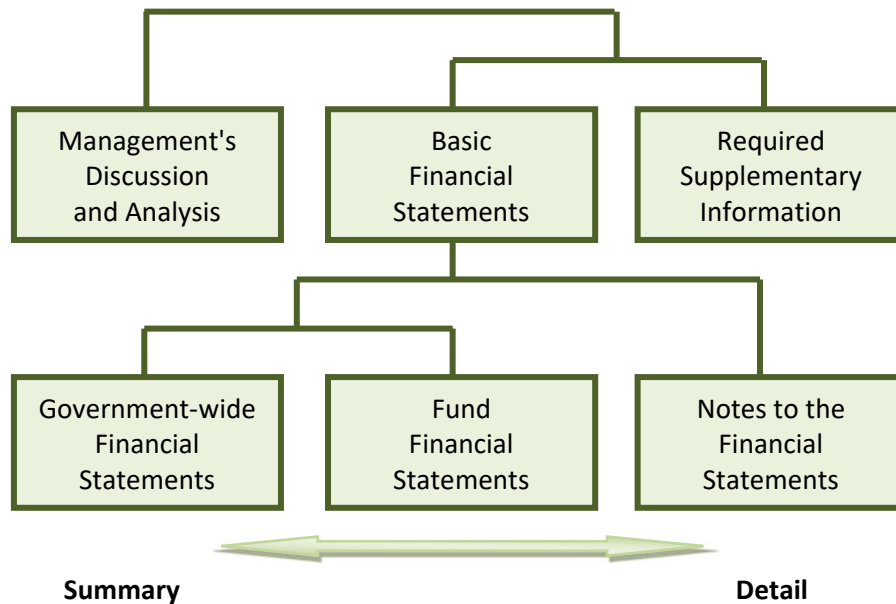 Management's
Discussion
and Analysis
Basic
Financial
Statements
Required
Supplementary
Information
Government-wide
Financial
Statements
Fund
Financial
Statements
Notes to the
Financial
Statements
Summary
Detail